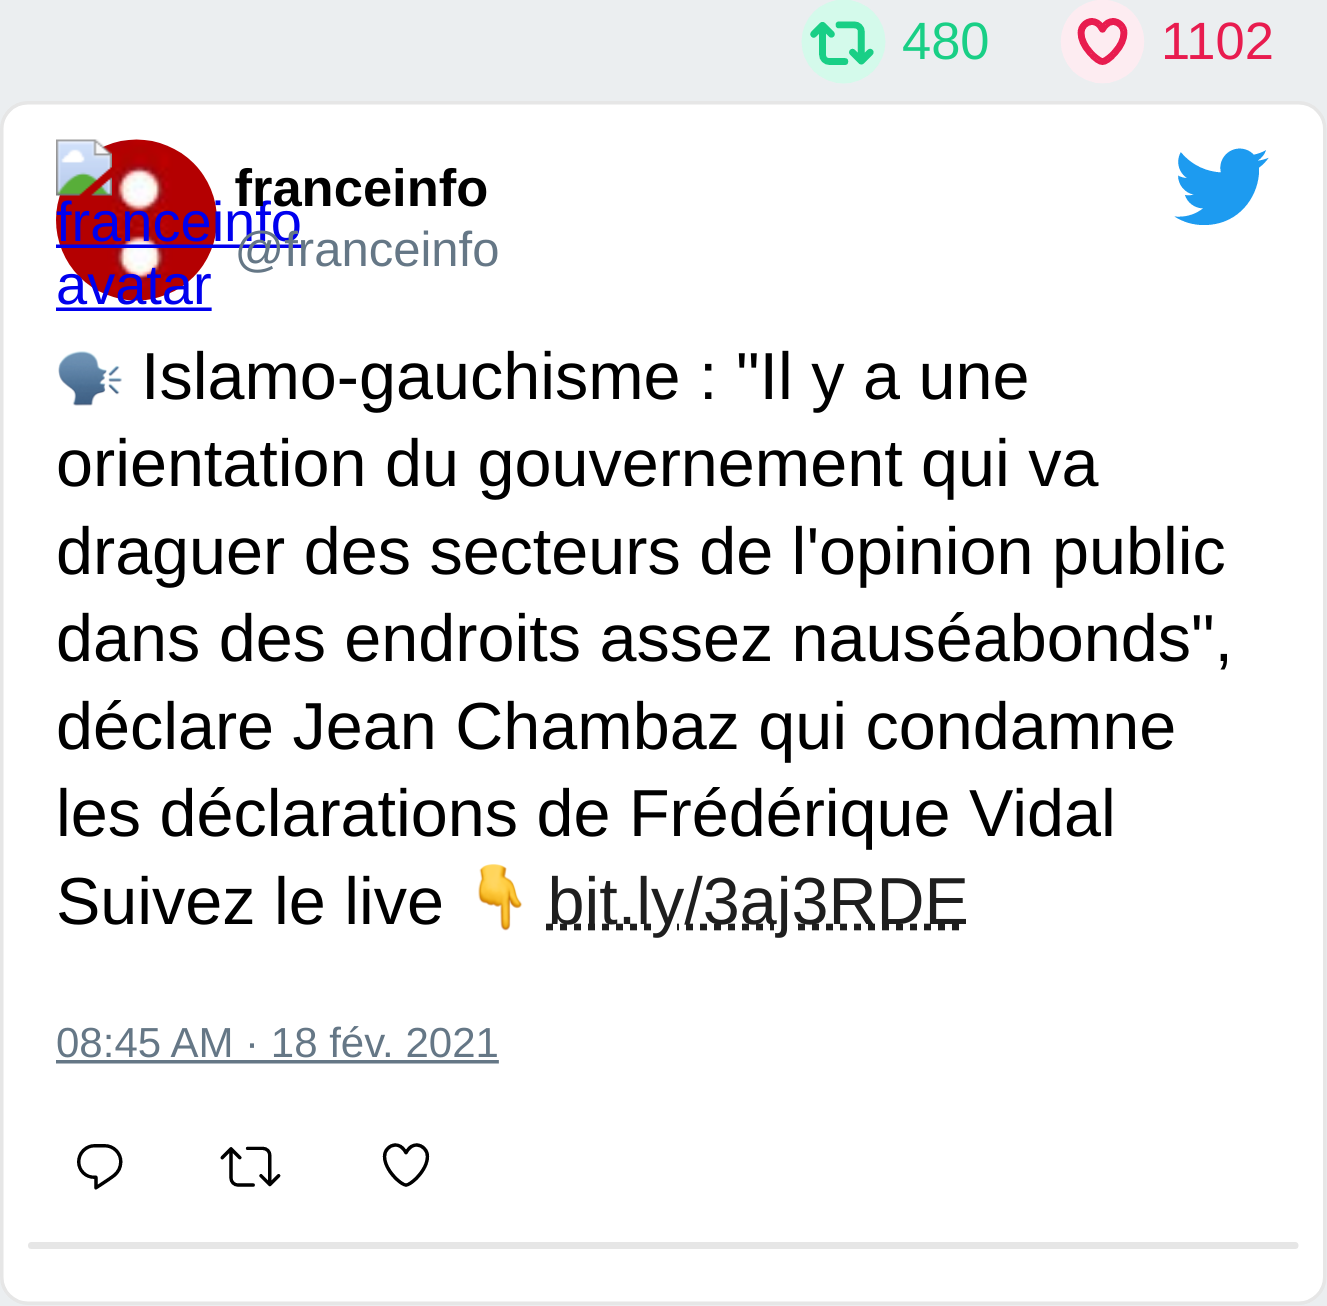 480 1102
franceinfo
franceinfo
@franceinfo
avatar
🗣 Islamo-gauchisme : "Il y a une
orientation du gouvernement qui va
draguer des secteurs de l'opinion public
dans des endroits assez nauséabonds",
déclare Jean Chambaz qui condamne
les déclarations de Frédérique Vidal
Suivez le live 👇 bit.ly/3aj3RDE
08:45 AM · 18 fév. 2021